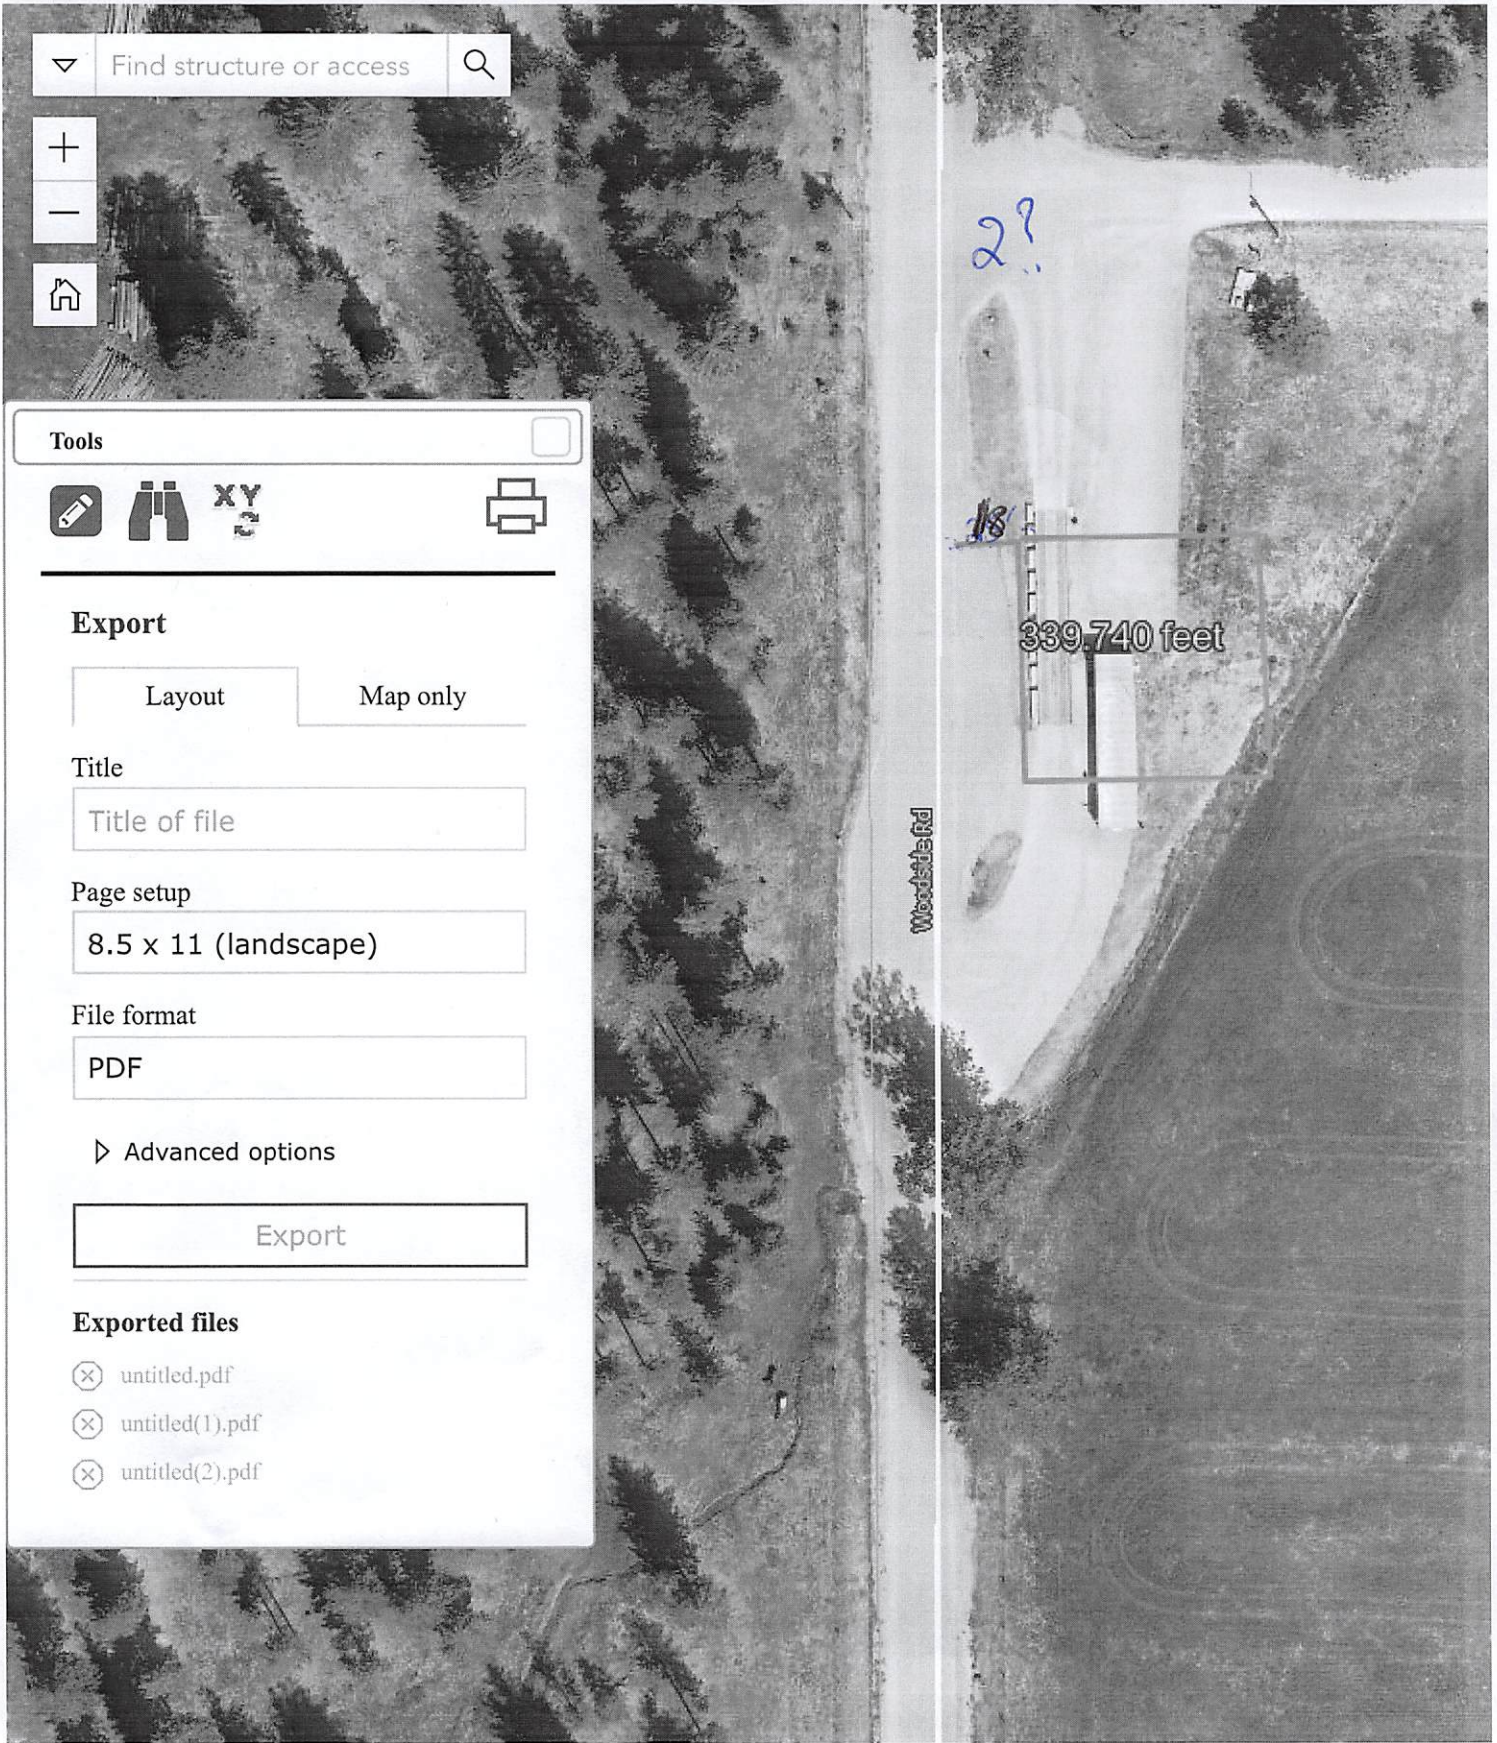 Find structure or access
2?
Tools
XY
18'
Export
339.740 feet
Layout
Map only
Title
Title of file
Woodside Rd
Page setup
8.5 x 11 (landscape)
File format
PDF
Advanced options
Export
Exported files
untitled.pdf
untitled(1).pdf
untitled(2).pdf